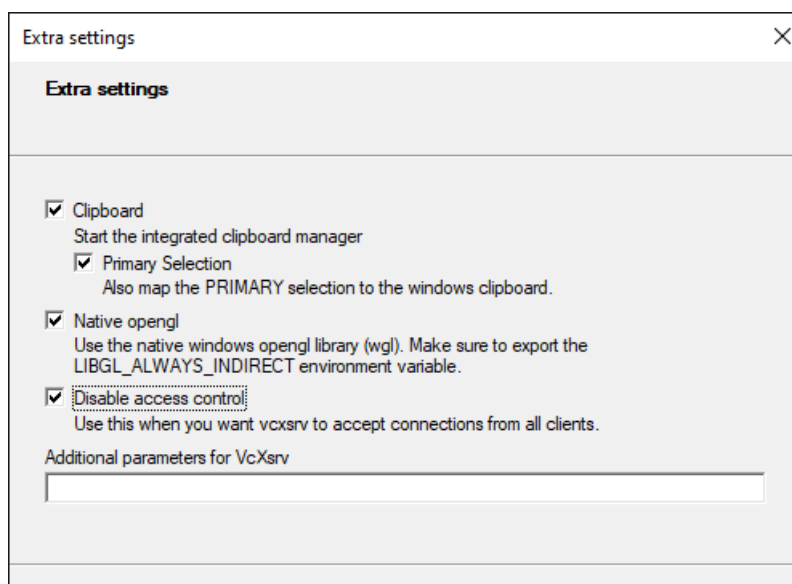 Extra settings
Extra settings
Clipboard
Start the integrated clipboard manager
Primary Selection
Also map the PRIMARY selection to the windows clipboard.
Native opengl
Use the native windows opengl library (wgl). Make sure to export the
LIBGL_ALWAYS_INDIRECT environment variable.
Disable access control
Use this when you want vcxsrv to accept connections from all clients.
Additional parameters for VcXsrv